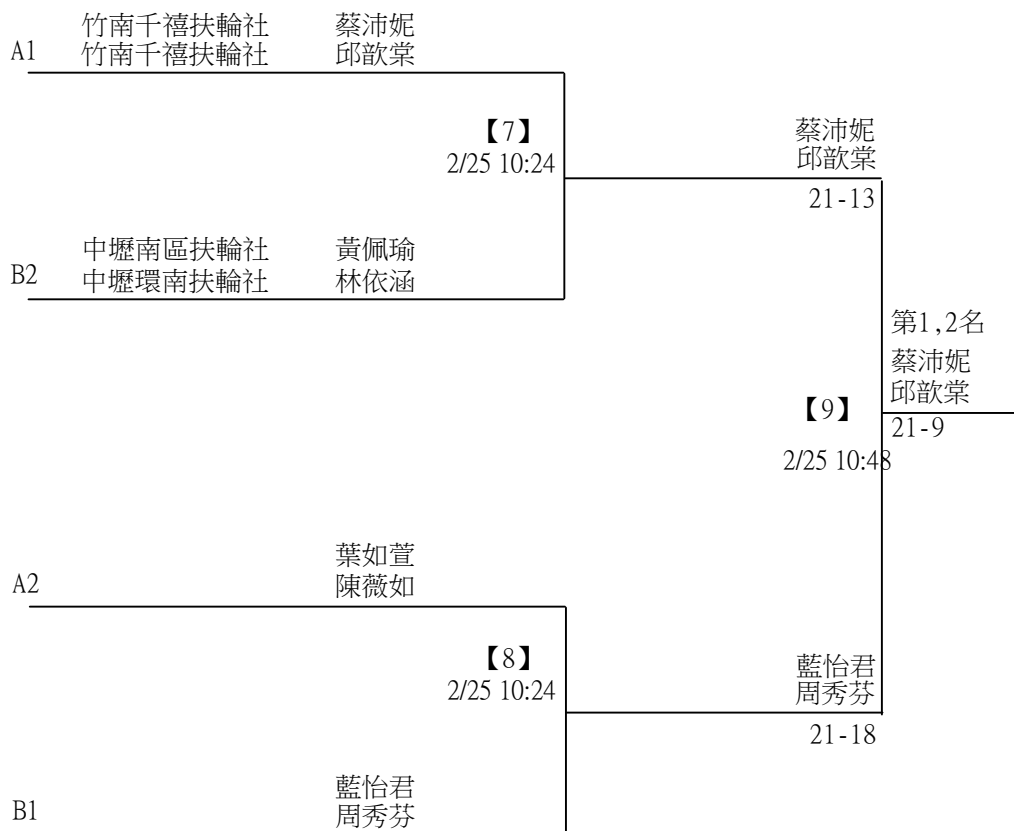 竹南千禧扶輪社 蔡沛妮
A1 竹南千禧扶輪社 邱歆棠
【7】
2/25 10:24
蔡沛妮
邱歆棠
21-13
中壢南區扶輪社 黃佩瑜
B2 中壢環南扶輪社 林依涵
第1,2名
蔡沛妮
邱歆棠
【9】
21-9
2/25 10:48
葉如萱
A2 陳薇如
【8】
2/25 10:24
藍怡君
周秀芬
21-18
藍怡君
B1 周秀芬